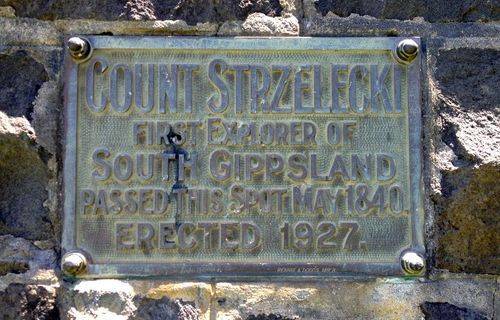 COUNT STRZELECKI
FIRST EXPLORER OF
SOUTH GIPPSLAND
PASSED THIS SPOT MAY 1840.
ERECTED 1927.